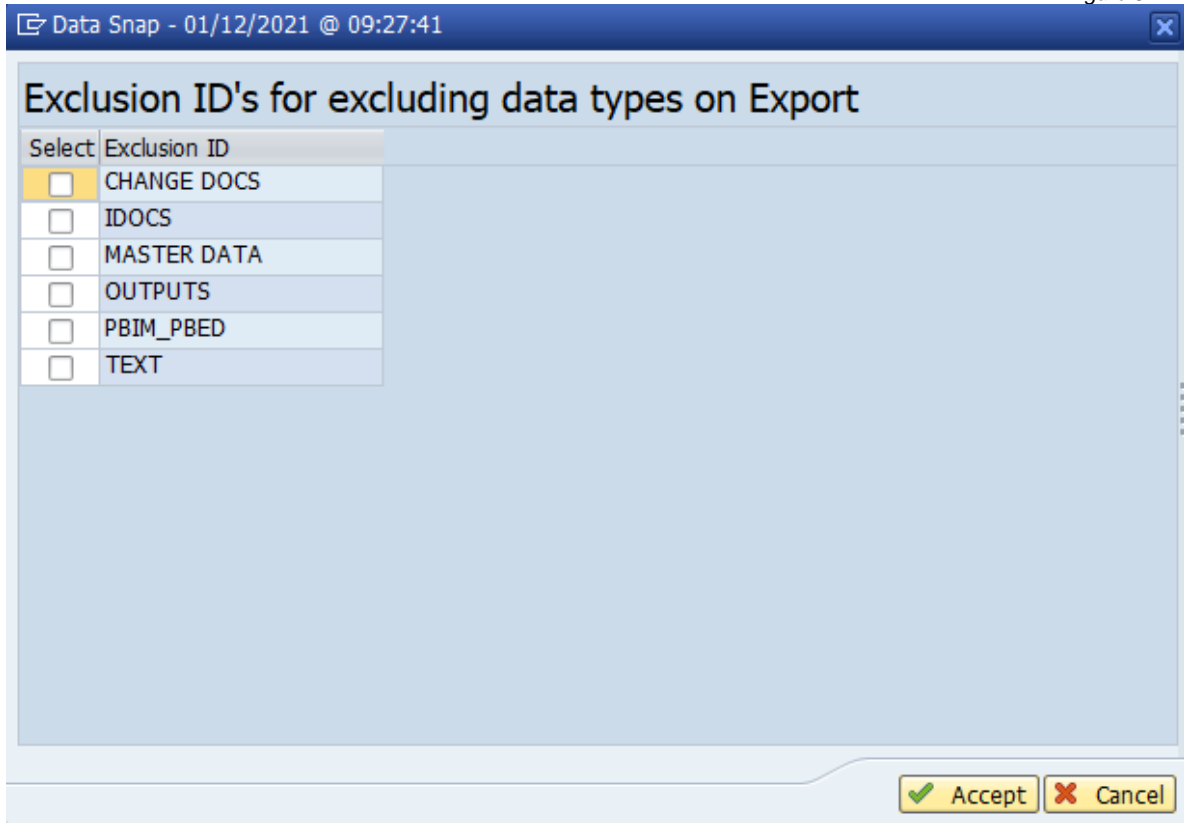 Data Snap - 01/12/2021 @ 09:27:41
Exclusion ID's for excluding data types on Export
Select Exclusion ID
CHANGE DOCS
IDOCS
MASTER DATA
OUTPUTS
PBIM_PBED
TEXT
Accept Cancel